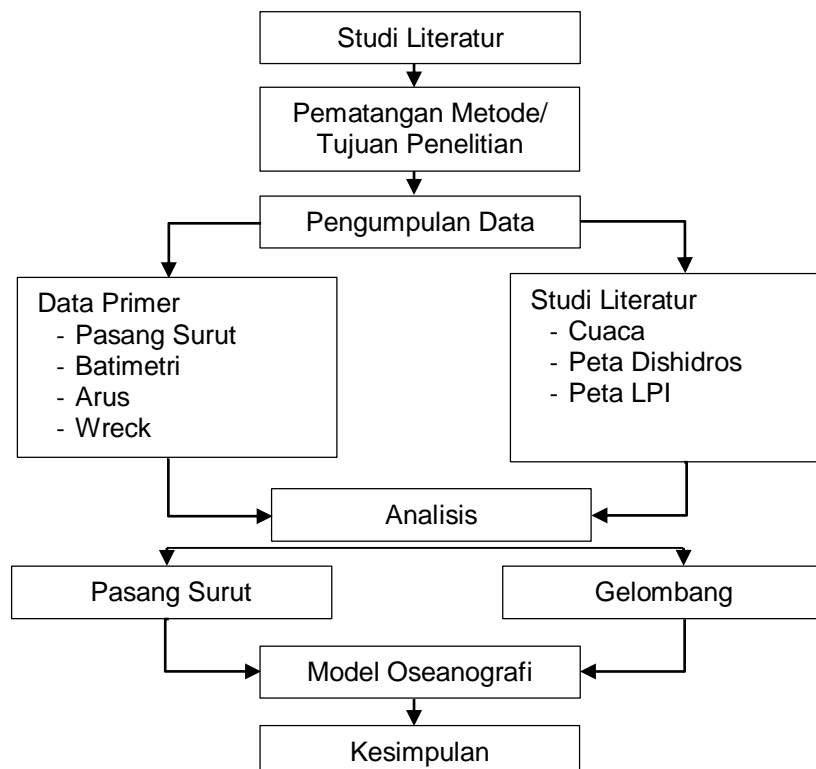 Studi Literatur
Pematangan Metode/
Tujuan Penelitian
Pengumpulan Data
Data Primer
- Pasang Surut
- Batimetri
- Arus
- Wreck
Studi Literatur
- Cuaca
- Peta Dishidros
- Peta LPI
Analisis
Pasang Surut
Gelombang
Model Oseanografi
Kesimpulan